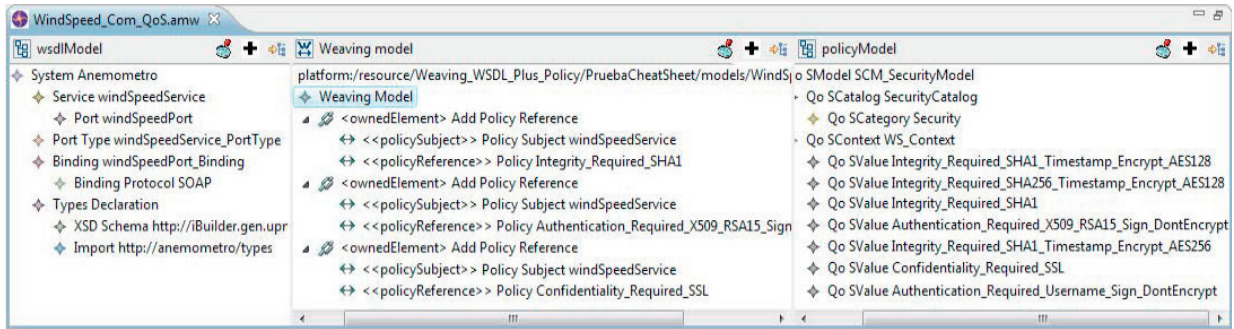 WindSpeed_Com_QoS.amw
wsdlModel
System Anemometro
Service windSpeedService
Port windSpeedPort
Port Type windSpeedService_PortType
Binding windSpeedPort_Binding
Binding Protocol SOAP
Types Declaration
XSD Schema http://iBuilder.gen.upr
Import http://anemometro/types
Weaving model
platform:/resource/Weaving_WSDL_Plus_Policy/PruebaCheatSheet/models/WindSp
Weaving Model
<ownedElement> Add Policy Reference
<<policySubject>> Policy Subject windSpeedService
<<policyReference>> Policy Integrity_Required_SHA1
<ownedElement> Add Policy Reference
<<policySubject>> Policy Subject windSpeedService
<<policyReference>> Policy Authentication_Required_X509_RSA15_Sign
<ownedElement> Add Policy Reference
<<policySubject>> Policy Subject windSpeedService
<<policyReference>> Policy Confidentiality_Required_SSL
policyModel
o SModel SCM_SecurityModel
Qo SCatalog SecurityCatalog
Qo SCategory Security
Qo SContext WS_Context
Qo SValue Integrity_Required_SHA1_Timestamp_Encrypt_AES128
Qo SValue Integrity_Required_SHA256_Timestamp_Encrypt_AES128
Qo SValue Integrity_Required_SHA1
Qo SValue Authentication_Required_X509_RSA15_Sign_DontEncrypt
Qo SValue Integrity_Required_SHA1_Timestamp_Encrypt_AES256
Qo SValue Confidentiality_Required_SSL
Qo SValue Authentication_Required_Username_Sign_DontEncrypt